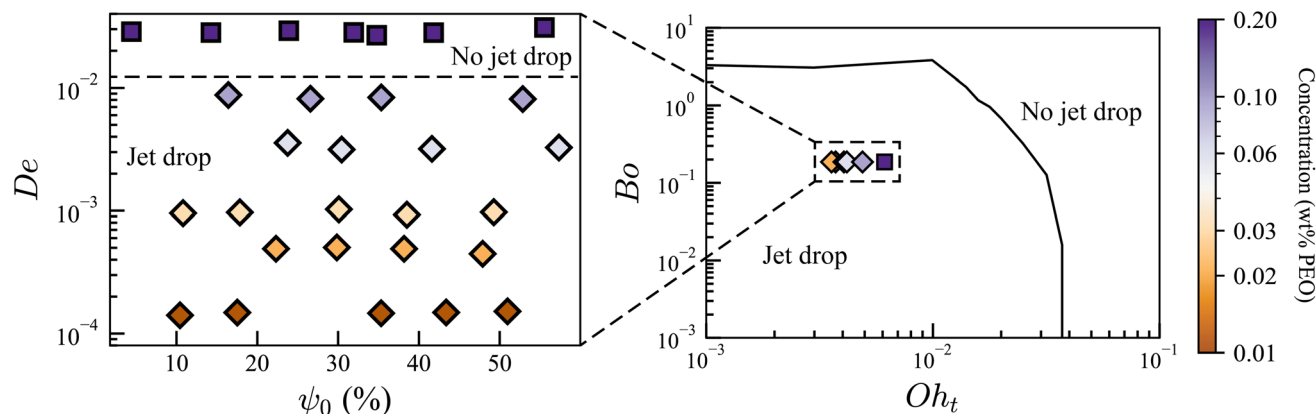 No jet drop
Jet drop
De
10⁻²
10⁻³
10⁻⁴
10
20
30
40
50
ψ₀ (%)
No jet drop
Jet drop
Bo
10¹
10⁰
10⁻¹
10⁻²
10⁻³
10⁻³
10⁻²
10⁻¹
Ohₜ
0.20
0.10
0.06
0.03
0.02
0.01
Concentration (wt% PEO)